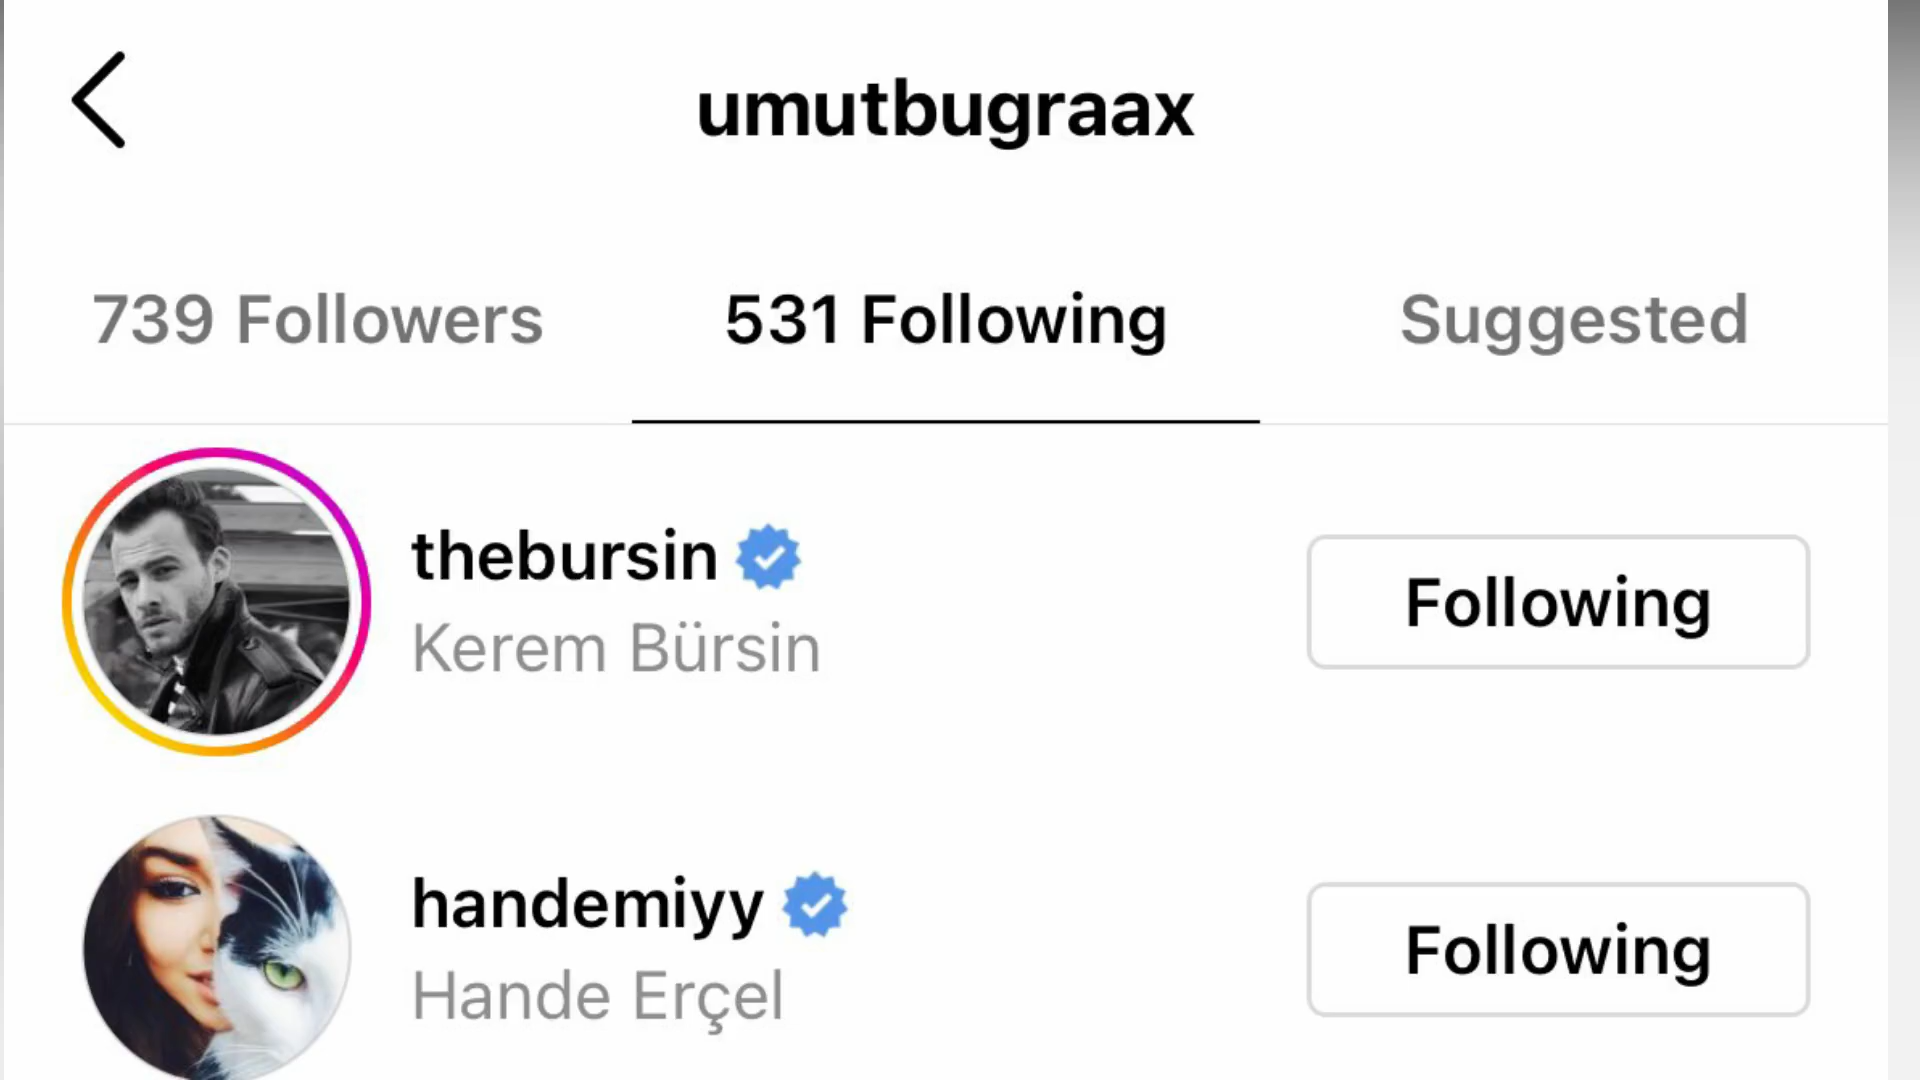 umutbugraax
739 Followers
531 Following
Suggested
thebursin
Kerem Bürsin
Following
handemiyy
Hande Erçel
Following